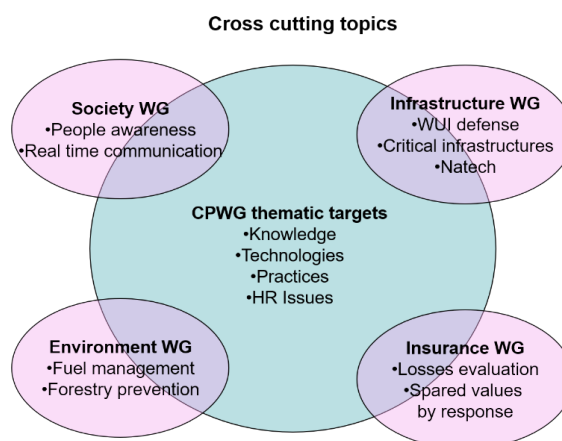 Cross cutting topics
Society WG
•People awareness
•Real time communication
Infrastructure WG
•WUI defense
•Critical infrastructures
•Natech
CPWG thematic targets
•Knowledge
•Technologies
•Practices
•HR Issues
Environment WG
•Fuel management
•Forestry prevention
Insurance WG
•Losses evaluation
•Spared values
by response